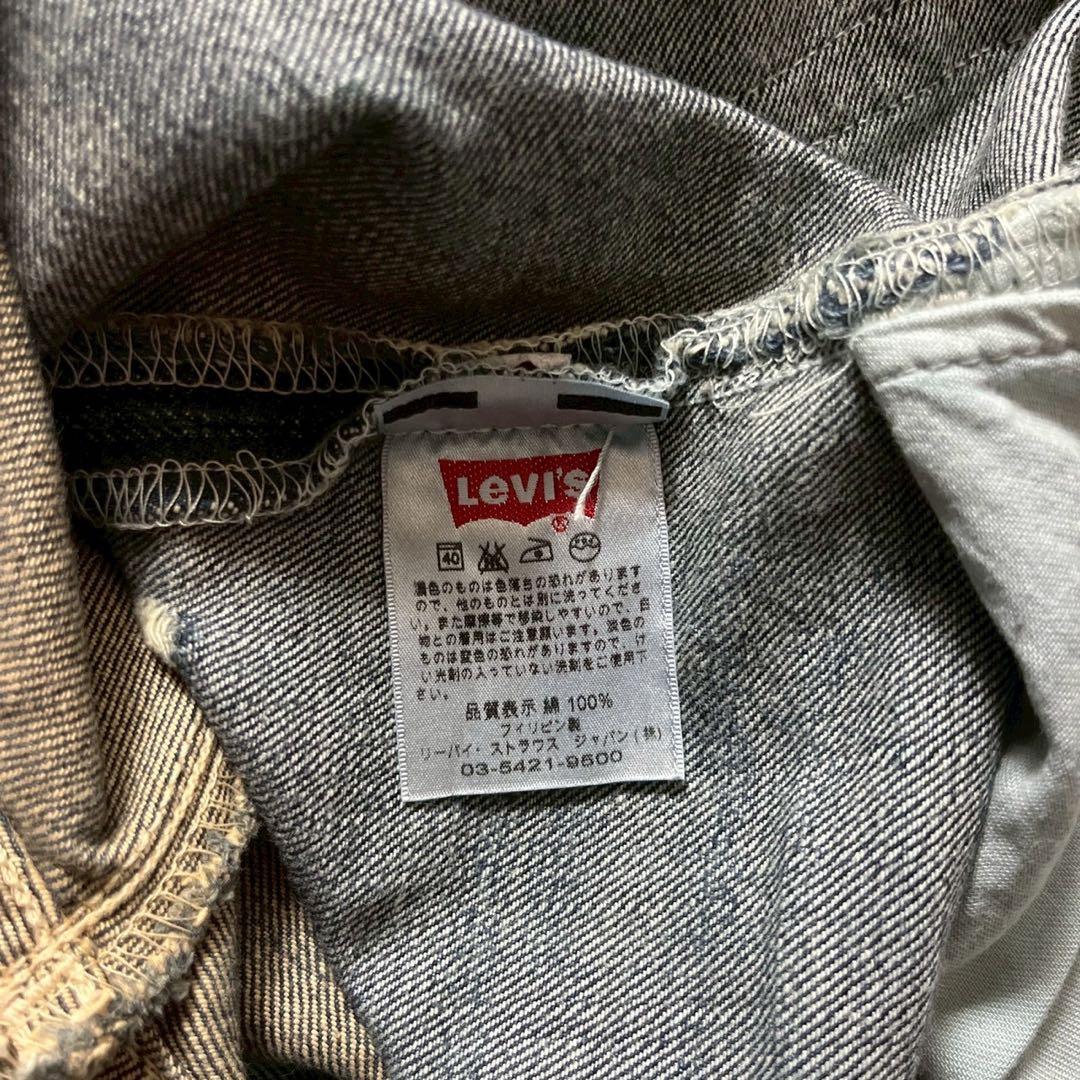 LEVI'S
®
40
濃色のものは色落ちの恐れがあります
ので、他のものとは別に洗ってくださ
い。また摩擦等で移染しやすいので、白
物との着用はご注意願います。淡色の
ものは変色の恐れがありますので、け
い光剤の入っていない洗剤をご使用下
さい。
品質表示 綿 100%
フィリピン製
リーバイ・ストラウス ジャパン(株)
03-5421-9600